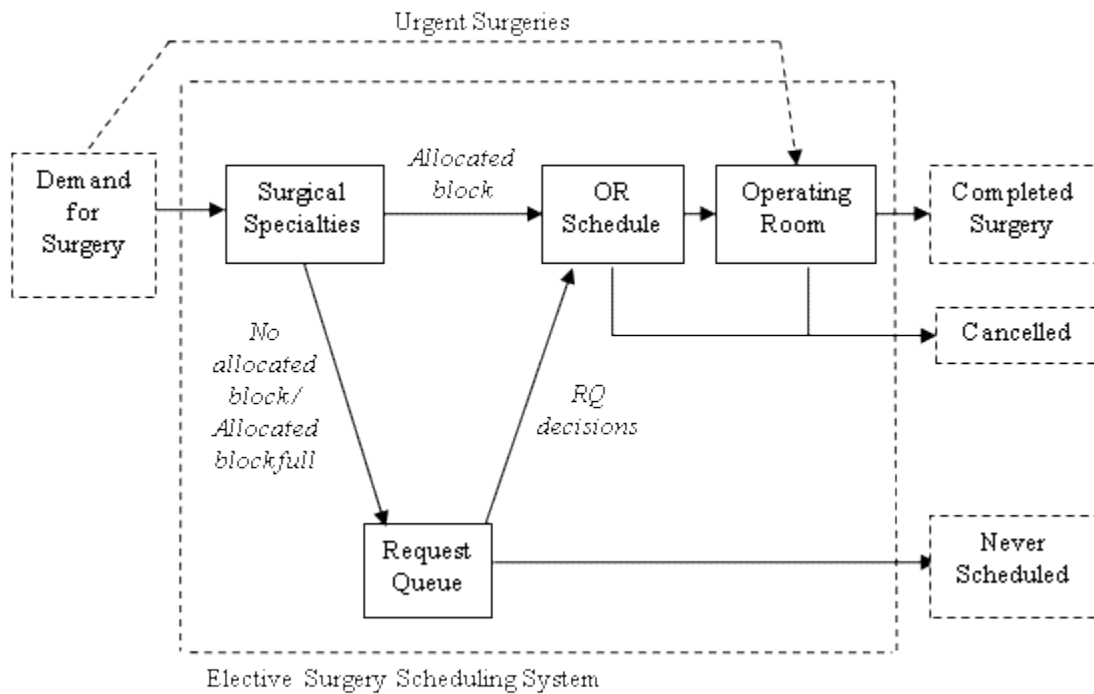 Urgent Surgeries
Demand
for
Surgery
Surgical
Specialties
Allocated
block
OR
Schedule
Operating
Room
Completed
Surgery
Cancelled
No
allocated
block/
Allocated
blockfull
RQ
decisions
Request
Queue
Never
Scheduled
Elective Surgery Scheduling System